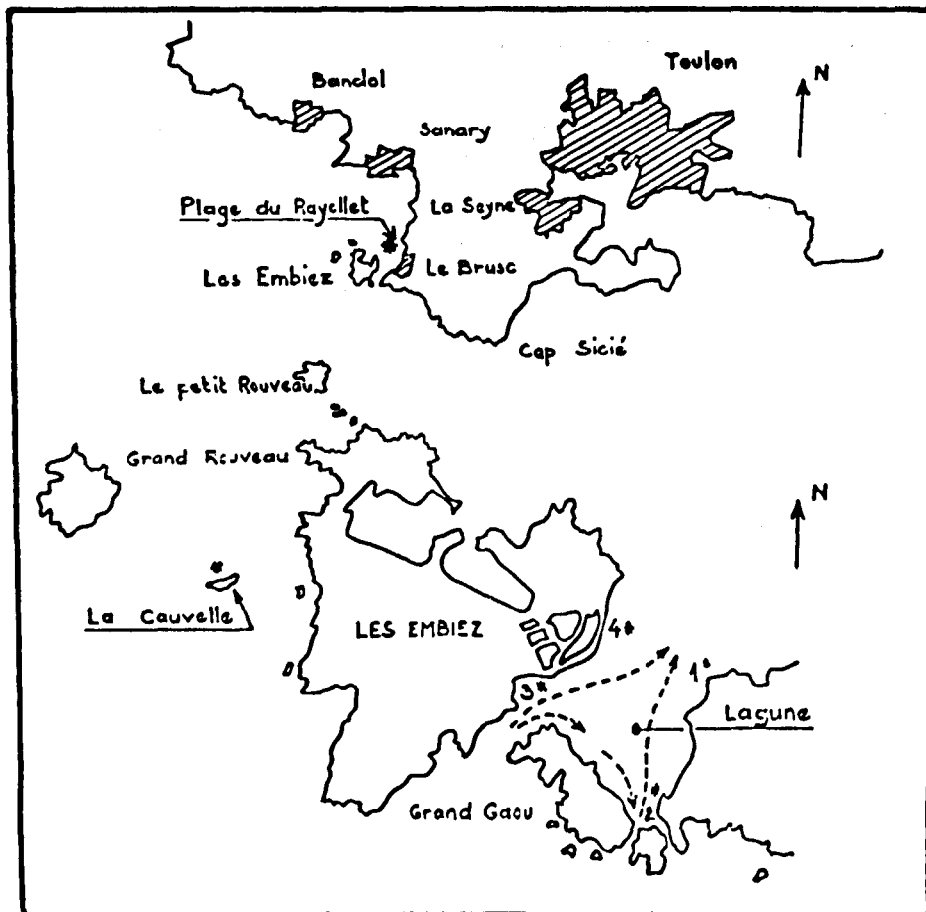 Toulon
N
Bandol
Sanary
Plage du Rayollet
La Seyne
Les Embiez
Le Brusc
Cap Sicié
Le petit Rouveau
Grand Rouveau
N
La Cauvelle
LES EMBIEZ
4*
3*
1*
Lagune
2*
Grand Gaou